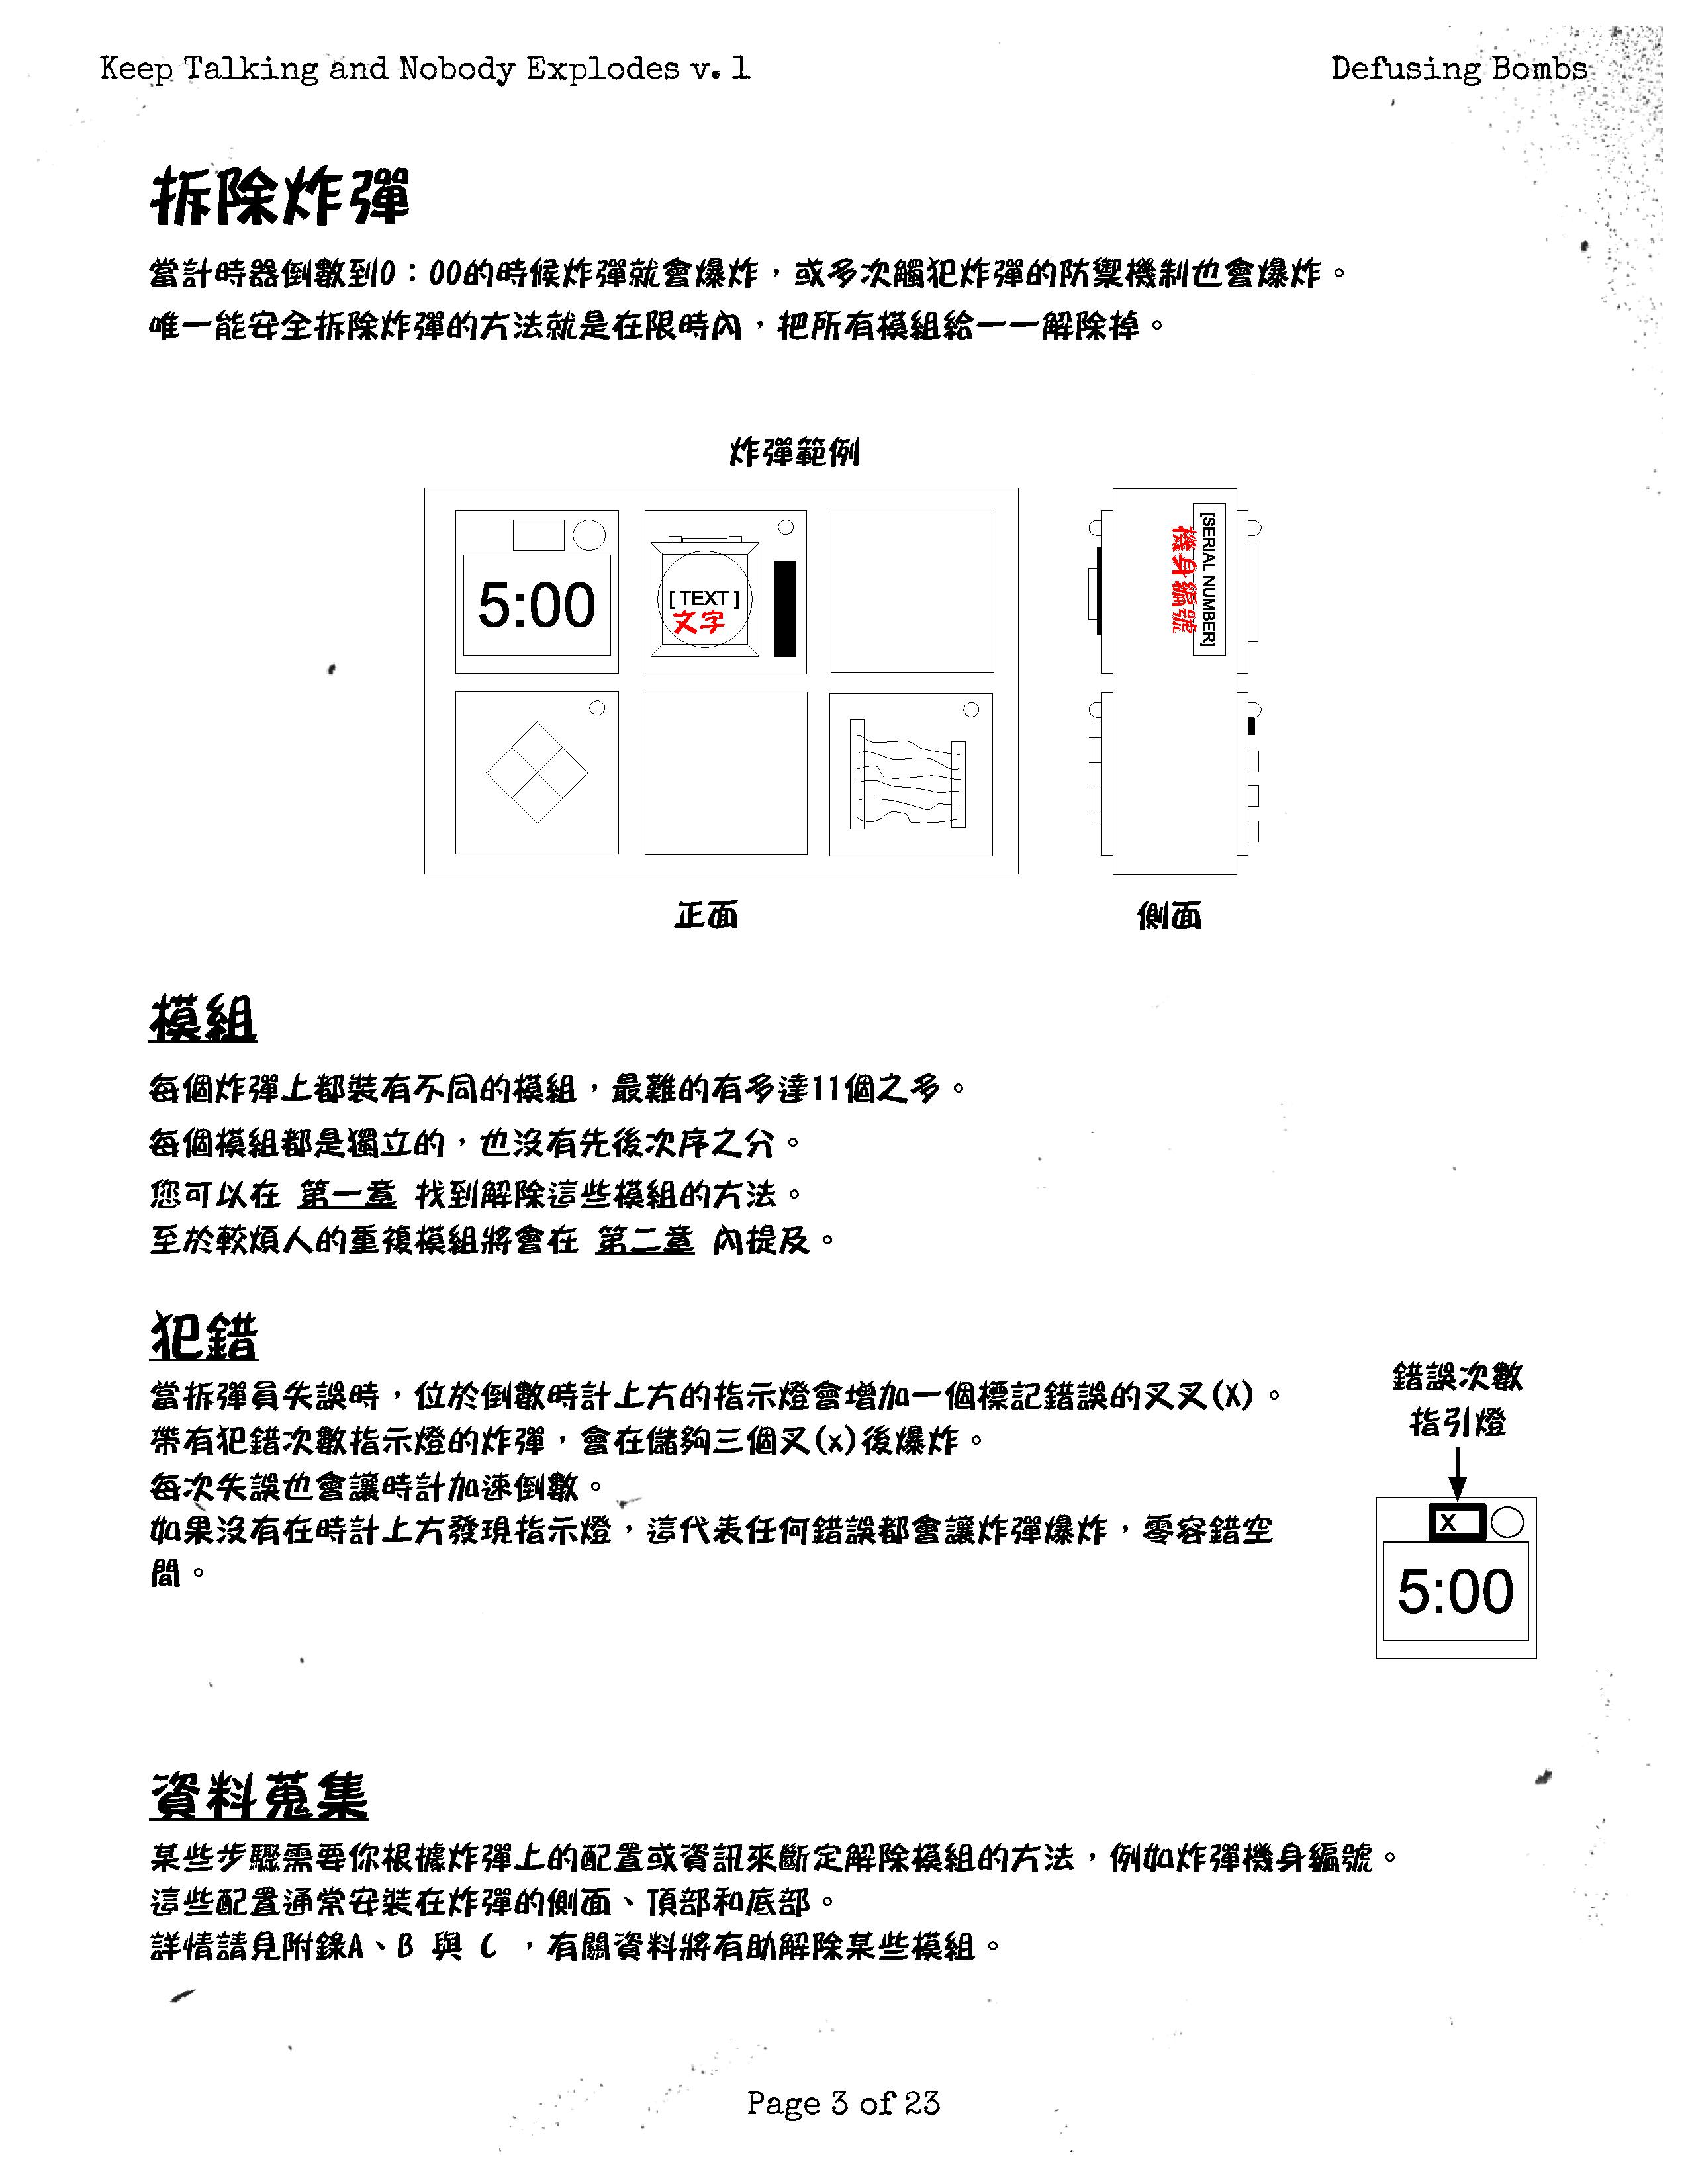 Keep Talking and Nobody Explodes v. 1
Defusing Bombs
拆除炸彈
當計時器倒數到0：00的時候炸彈就會爆炸，或多次觸犯炸彈的防禦機制也會爆炸。
唯一能安全拆除炸彈的方法就是在限時內，把所有模組給一一解除掉。
炸彈範例
5:00
[ TEXT ]
文字
[SERIAL NUMBER]
機身編號
正面
側面
模組
每個炸彈上都裝有不同的模組，最難的有多達11個之多。
每個模組都是獨立的，也沒有先後次序之分。
您可以在 第一章 找到解除這些模組的方法。
至於較煩人的重複模組將會在 第二章 內提及。
犯錯
當拆彈員失誤時，位於倒數時計上方的指示燈會增加一個標記錯誤的叉叉(X)。
帶有犯錯次數指示燈的炸彈，會在儲夠三個叉(x)後爆炸。
每次失誤也會讓時計加速倒數。
如果沒有在時計上方發現指示燈，這代表任何錯誤都會讓炸彈爆炸，零容錯空
間。
錯誤次數
指引燈
X
5:00
資料蒐集
某些步驟需要你根據炸彈上的配置或資訊來斷定解除模組的方法，例如炸彈機身編號。
這些配置通常安裝在炸彈的側面、頂部和底部。
詳情請見附錄A、B 與 C ，有關資料將有助解除某些模組。
Page 3 of 23